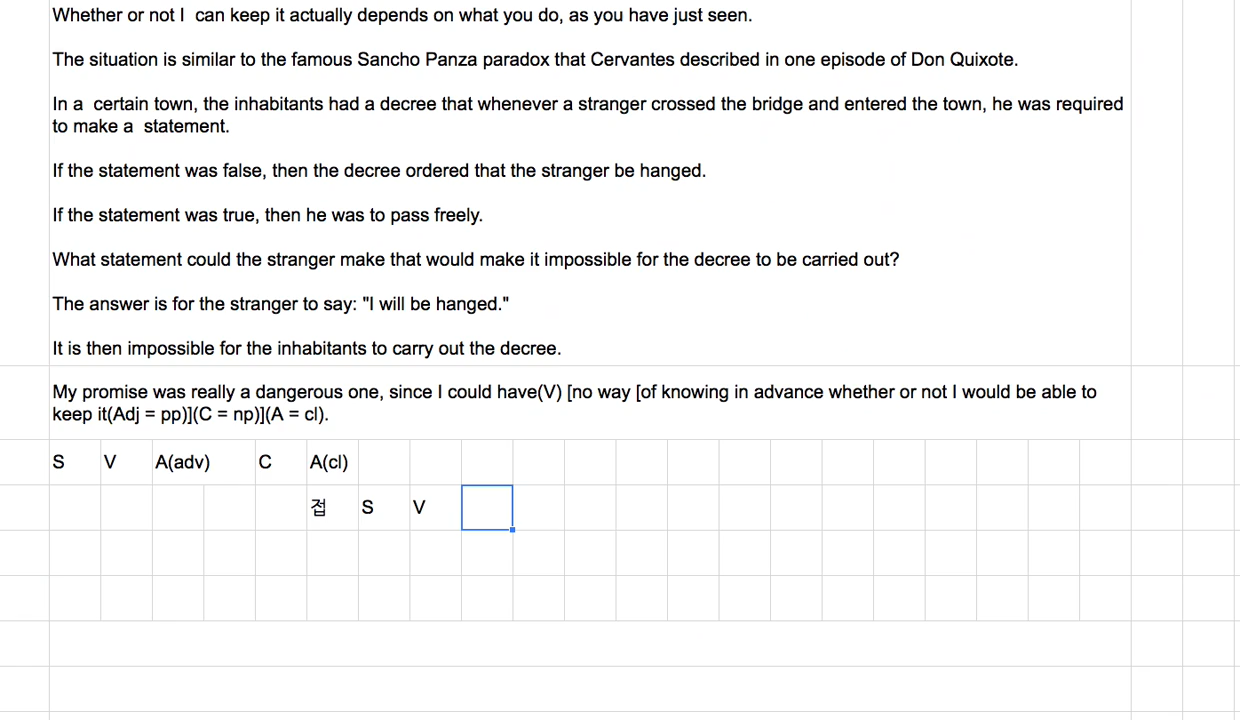 Whether or not I can keep it actually depends on what you do, as you have just seen.
The situation is similar to the famous Sancho Panza paradox that Cervantes described in one episode of Don Quixote.
In a certain town, the inhabitants had a decree that whenever a stranger crossed the bridge and entered the town, he was required
to make a statement.
If the statement was false, then the decree ordered that the stranger be hanged.
If the statement was true, then he was to pass freely.
What statement could the stranger make that would make it impossible for the decree to be carried out?
The answer is for the stranger to say: "I will be hanged."
It is then impossible for the inhabitants to carry out the decree.
My promise was really a dangerous one, since I could have(V) [no way [of knowing in advance whether or not I would be able to
keep it(Adj = pp)](C = np)](A = cl).
S V A(adv) C A(cl)
접 S V